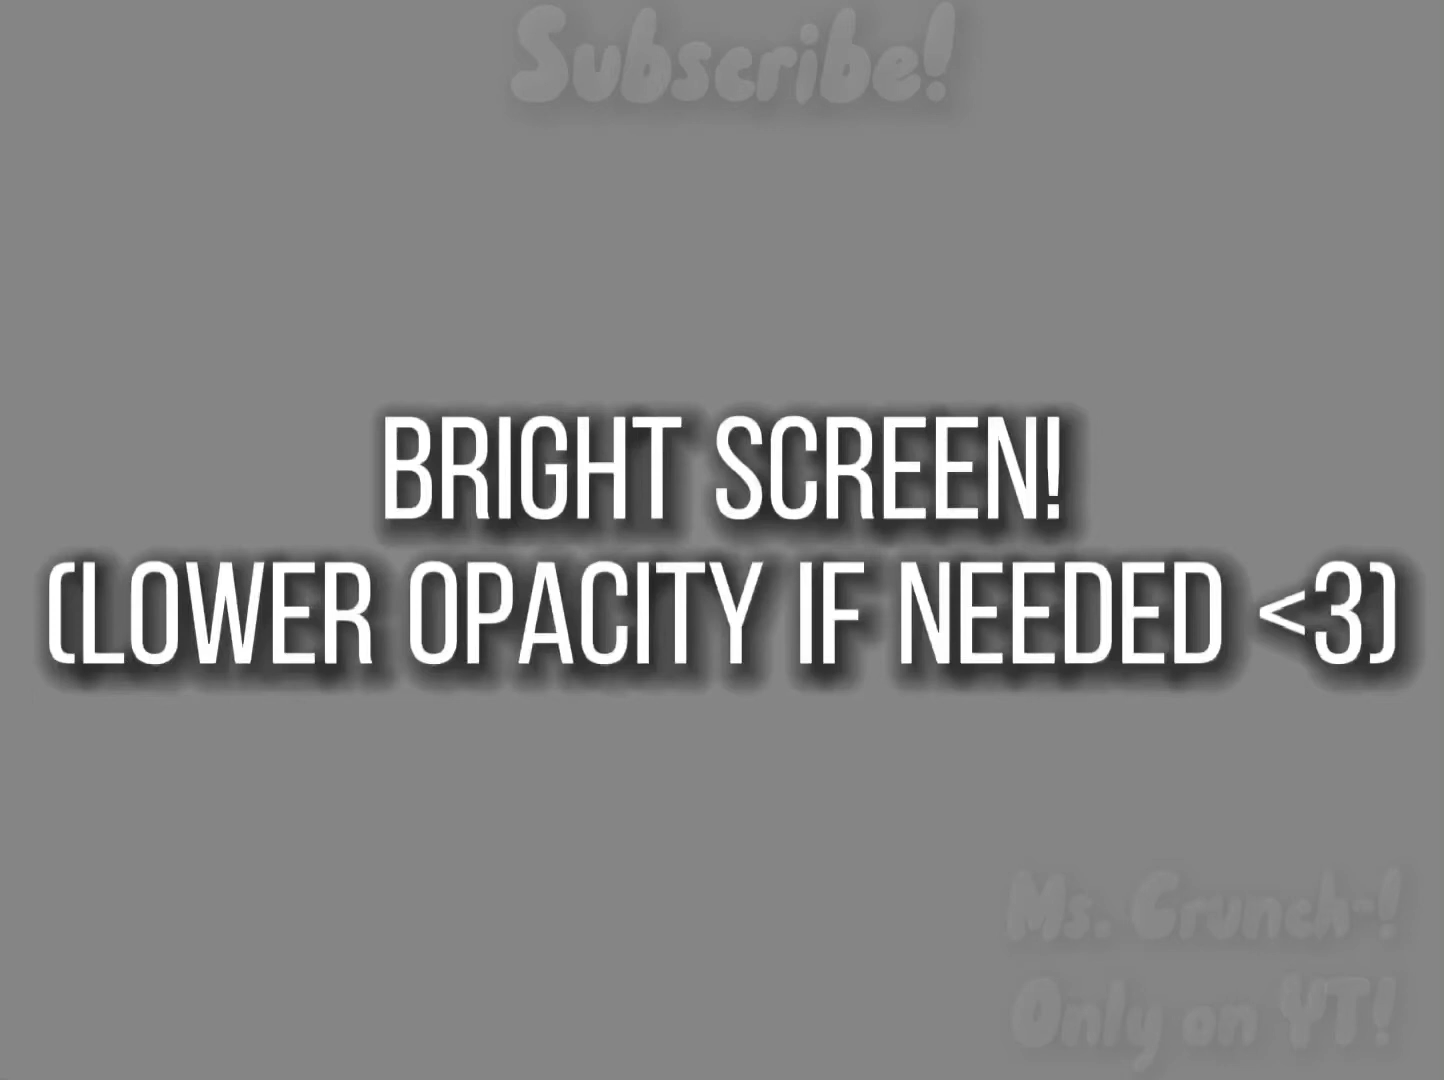 Subscribe!
BRIGHT SCREEN!
(LOWER OPACITY IF NEEDED <3)
Ms. Crunch-!
Only on YT!